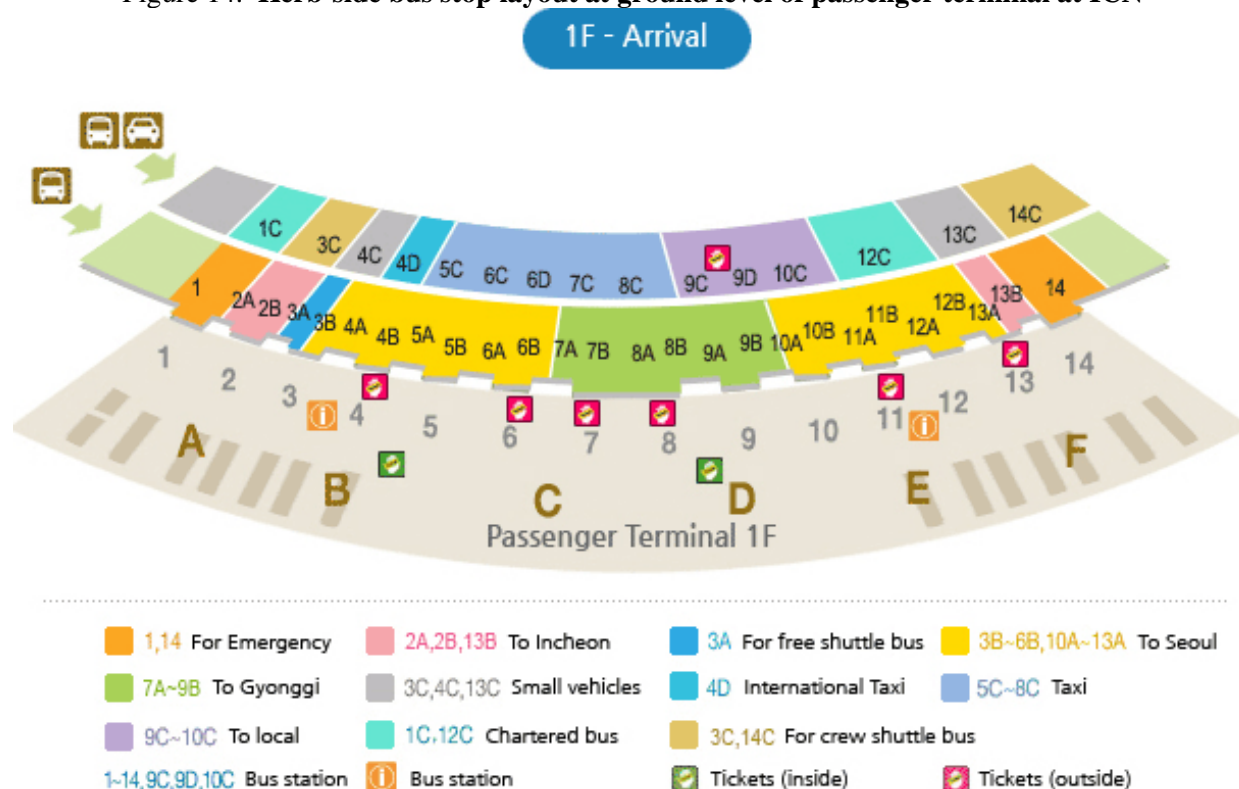 1F - Arrival
1C
3C
4C
4D
5C
6C
6D
7C
8C
9C
9D
10C
12C
13C
14C
1
2A
2B
3A
3B
4A
4B
5A
5B
6A
6B
7A
7B
8A
8B
9A
9B
10A
10B
11A
11B
12A
12B
13A
13B
14
1
2
3
4
5
6
7
8
9
10
11
12
13
14
A
B
C
D
E
F
Passenger Terminal 1F
1,14 For Emergency
2A,2B,13B To Incheon
3A For free shuttle bus
3B~6B,10A~13A To Seoul
7A~9B To Gyonggi
3C,4C,13C Small vehicles
4D International Taxi
5C~8C Taxi
9C~10C To local
1C,12C Chartered bus
3C,14C For crew shuttle bus
1~14,9C,9D,10C Bus station
Bus station
Tickets (inside)
Tickets (outside)